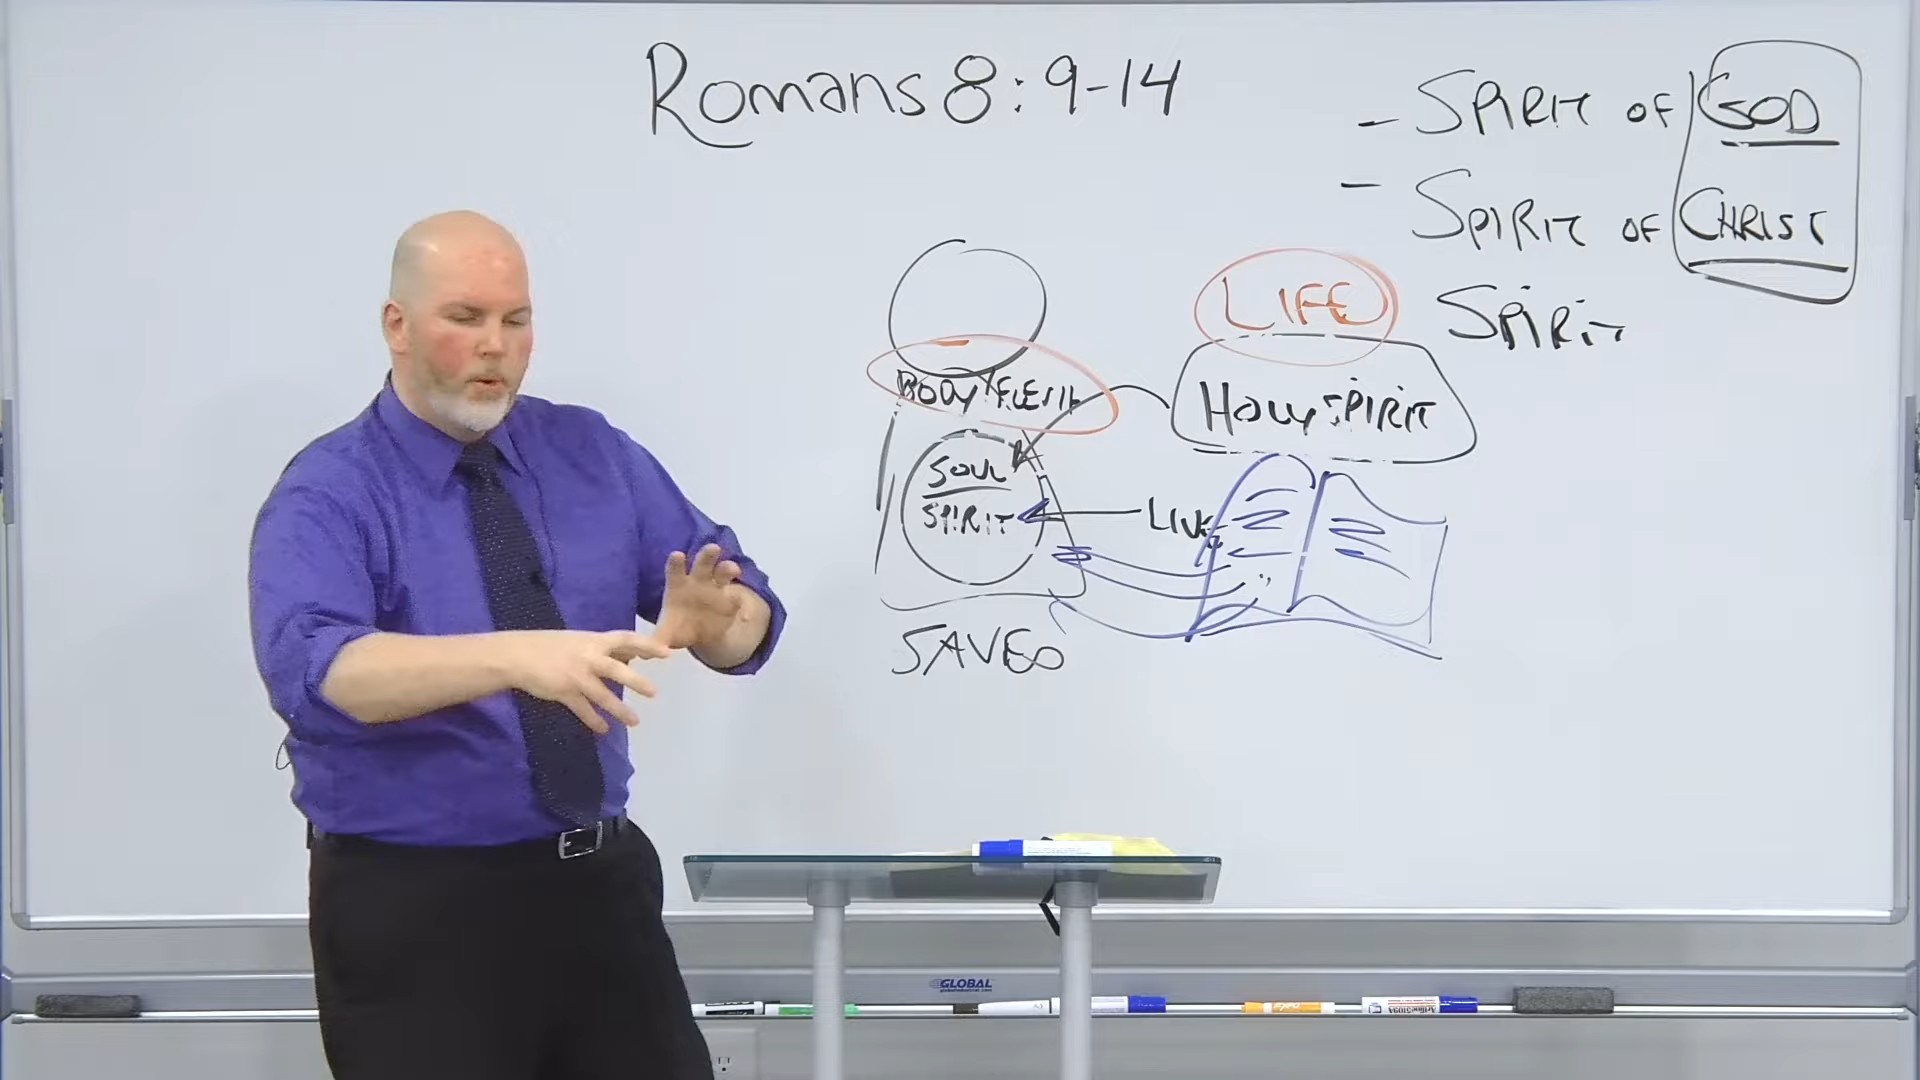 Romans 8:9-14
- SPIRIT OF GOD
- SPIRIT OF CHRIST
SPIRIT
LIFE
BODY/FLESH
HOLY SPIRIT
SOUL
SPIRIT
LIVE
SAVED
GLOBAL